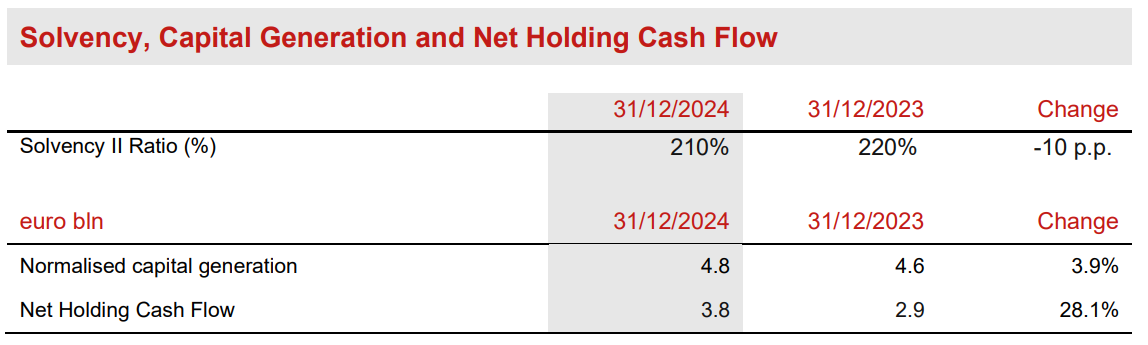 Solvency, Capital Generation and Net Holding Cash Flow
31/12/2024 31/12/2023 Change
Solvency II Ratio (%) 210% 220% -10 p.p.
euro bln 31/12/2024 31/12/2023 Change
Normalised capital generation 4.8 4.6 3.9%
Net Holding Cash Flow 3.8 2.9 28.1%